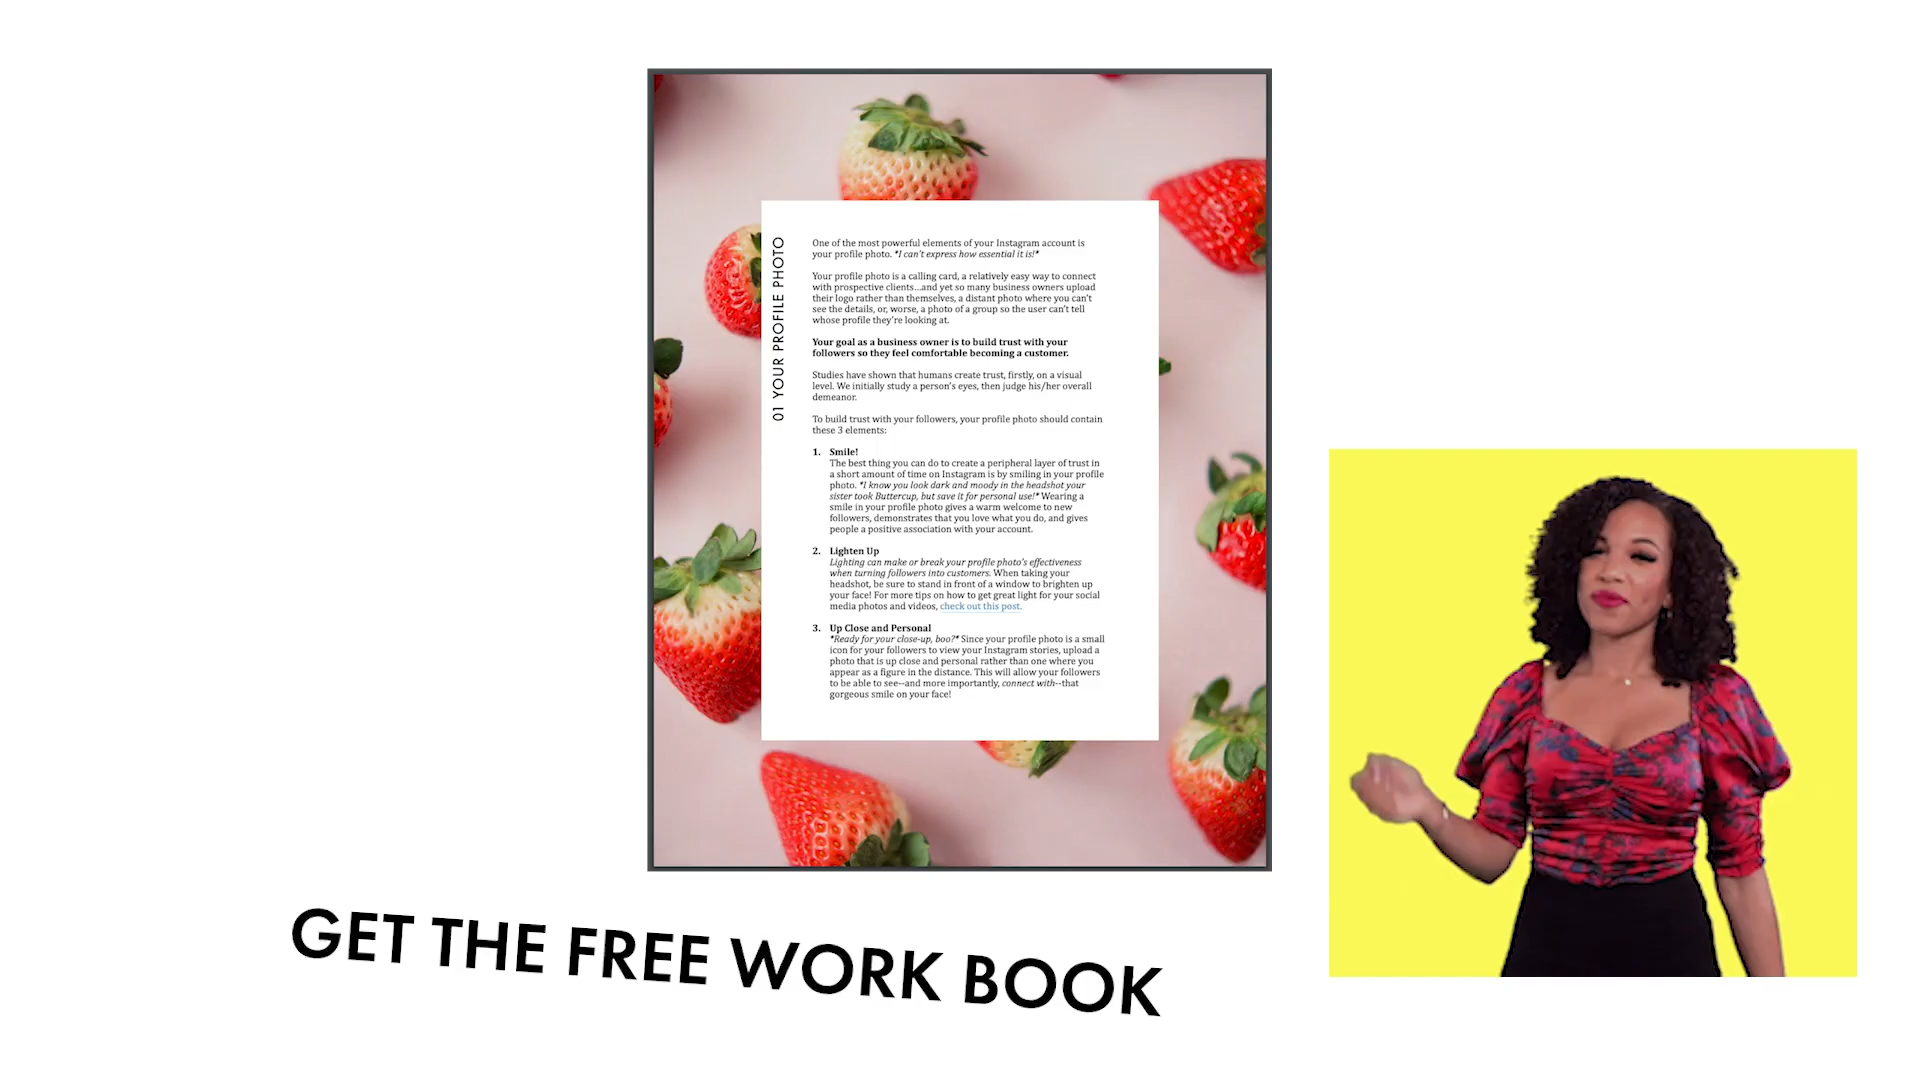 01 YOUR PROFILE PHOTO
One of the most powerful elements of your Instagram account is
your profile photo. *I can't express how essential it is!*
Your profile photo is a calling card, a relatively easy way to connect
with prospective clients...and yet so many business owners upload
their logo rather than themselves, a distant photo where you can't
see the details, or, worse, a photo of a group so the user can't tell
whose profile they're looking at.
Your goal as a business owner is to build trust with your
followers so they feel comfortable becoming a customer.
Studies have shown that humans create trust, firstly, on a visual
level. We initially study a person's eyes, then judge his/her overall
demeanor.
To build trust with your followers, your profile photo should contain
these 3 elements:
1. Smile!
The best thing you can do to create a peripheral layer of trust in
a short amount of time on Instagram is by smiling in your profile
photo. *I know you look dark and moody in the headshot your
sister took Buttercup, but save it for personal use!* Wearing a
smile in your profile photo gives a warm welcome to new
followers, demonstrates that you love what you do, and gives
people a positive association with your account.
2. Lighten Up
Lighting can make or break your profile photo's effectiveness
when turning followers into customers. When taking your
headshot, be sure to stand in front of a window to brighten up
your face! For more tips on how to get great light for your social
media photos and videos, check out this post.
3. Up Close and Personal
*Ready for your close-up, boo?* Since your profile photo is a small
icon for your followers to view your Instagram stories, upload a
photo that is up close and personal rather than one where you
appear as a figure in the distance. This will allow your followers
to be able to see--and more importantly, connect with--that
gorgeous smile on your face!
GET THE FREE WORK BOOK